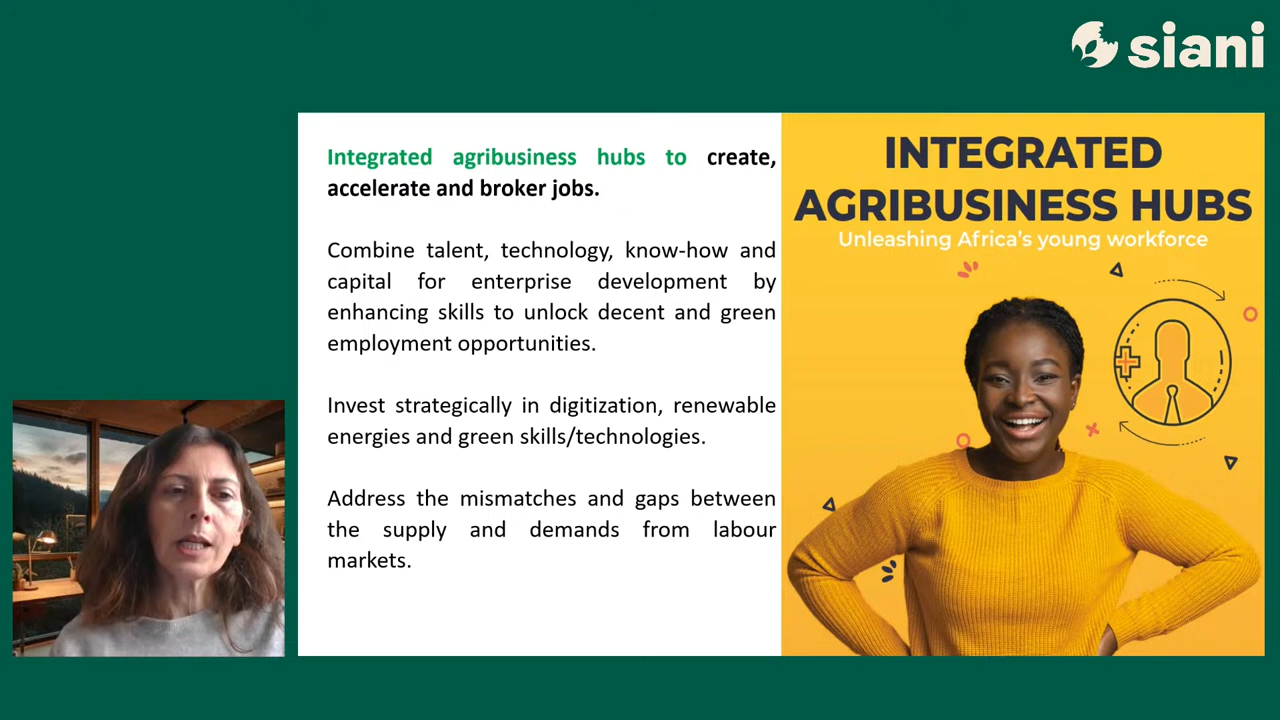 siani
Integrated agribusiness hubs to create,
accelerate and broker jobs.
Combine talent, technology, know-how and
capital for enterprise development by
enhancing skills to unlock decent and green
employment opportunities.
Invest strategically in digitization, renewable
energies and green skills/technologies.
Address the mismatches and gaps between
the supply and demands from labour
markets.
INTEGRATED
AGRIBUSINESS HUBS
Unleashing Africa's young workforce